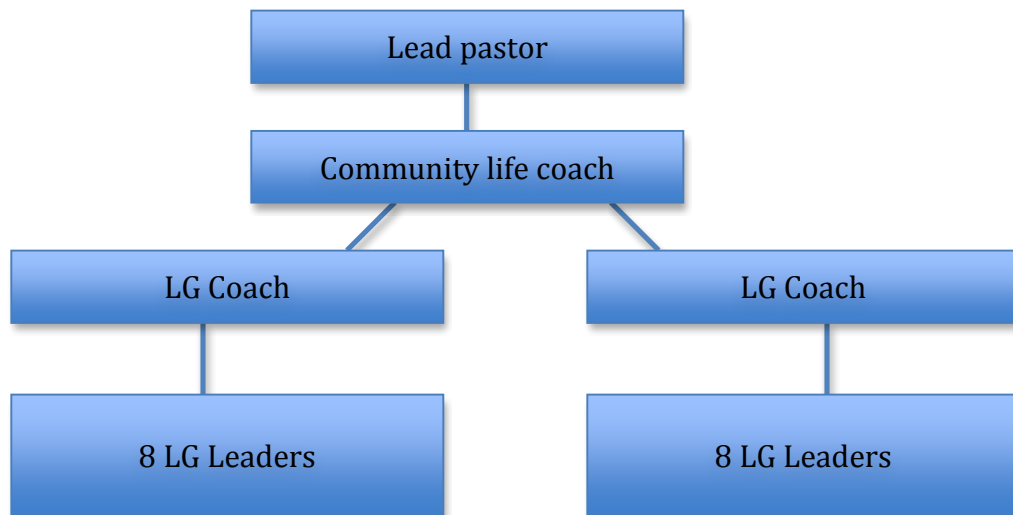 Lead pastor
Community life coach
LG Coach
LG Coach
8 LG Leaders
8 LG Leaders